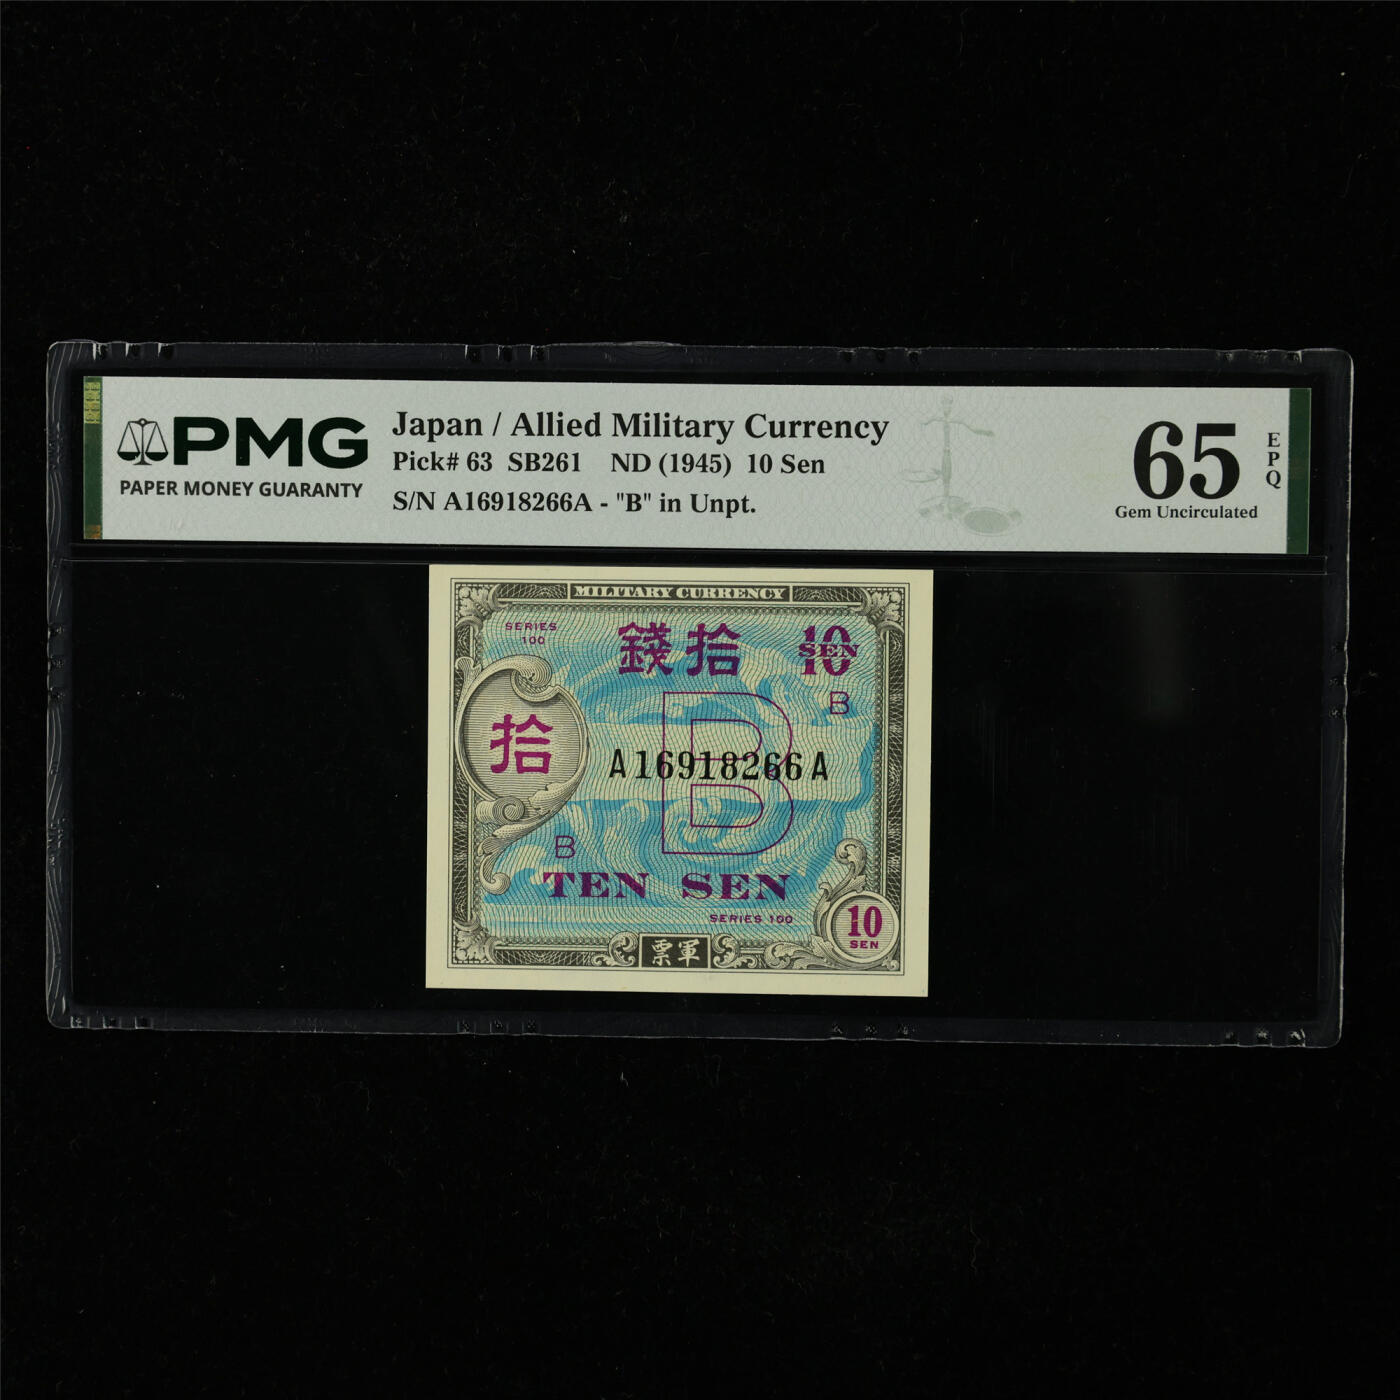 PMG
PAPER MONEY GUARANTY
Japan / Allied Military Currency
Pick# 63 SB261 ND (1945) 10 Sen
S/N A16918266A - "B" in Unpt.
65
EPQ
Gem Uncirculated
MILITARY CURRENCY
SERIES
100
錢拾
10
SEN
B
拾
B
A16918266A
B
TEN SEN
SERIES 100
10
SEN
票軍